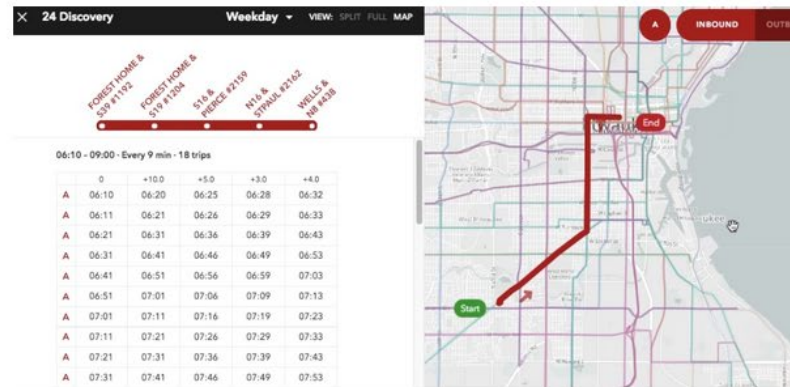 × 24 Discovery Weekday VIEW: SPLIT FULL MAP
FOREST HOME & S39 #1192
FOREST HOME & S19 #1204
S16 & PIERCE #2159
N16 & STPAUL #2162
WELLS & N8 #438
06:10 - 09:00 · Every 9 min · 18 trips
0 +10.0 +5.0 +3.0 +4.0
A 06:10 06:20 06:25 06:28 06:32
A 06:11 06:21 06:26 06:29 06:33
A 06:21 06:31 06:36 06:39 06:43
A 06:31 06:41 06:46 06:49 06:53
A 06:41 06:51 06:56 06:59 07:03
A 06:51 07:01 07:06 07:09 07:13
A 07:01 07:11 07:16 07:19 07:23
A 07:11 07:21 07:26 07:29 07:33
A 07:21 07:31 07:36 07:39 07:43
A 07:31 07:41 07:46 07:49 07:53
A INBOUND OUTB
End
Start